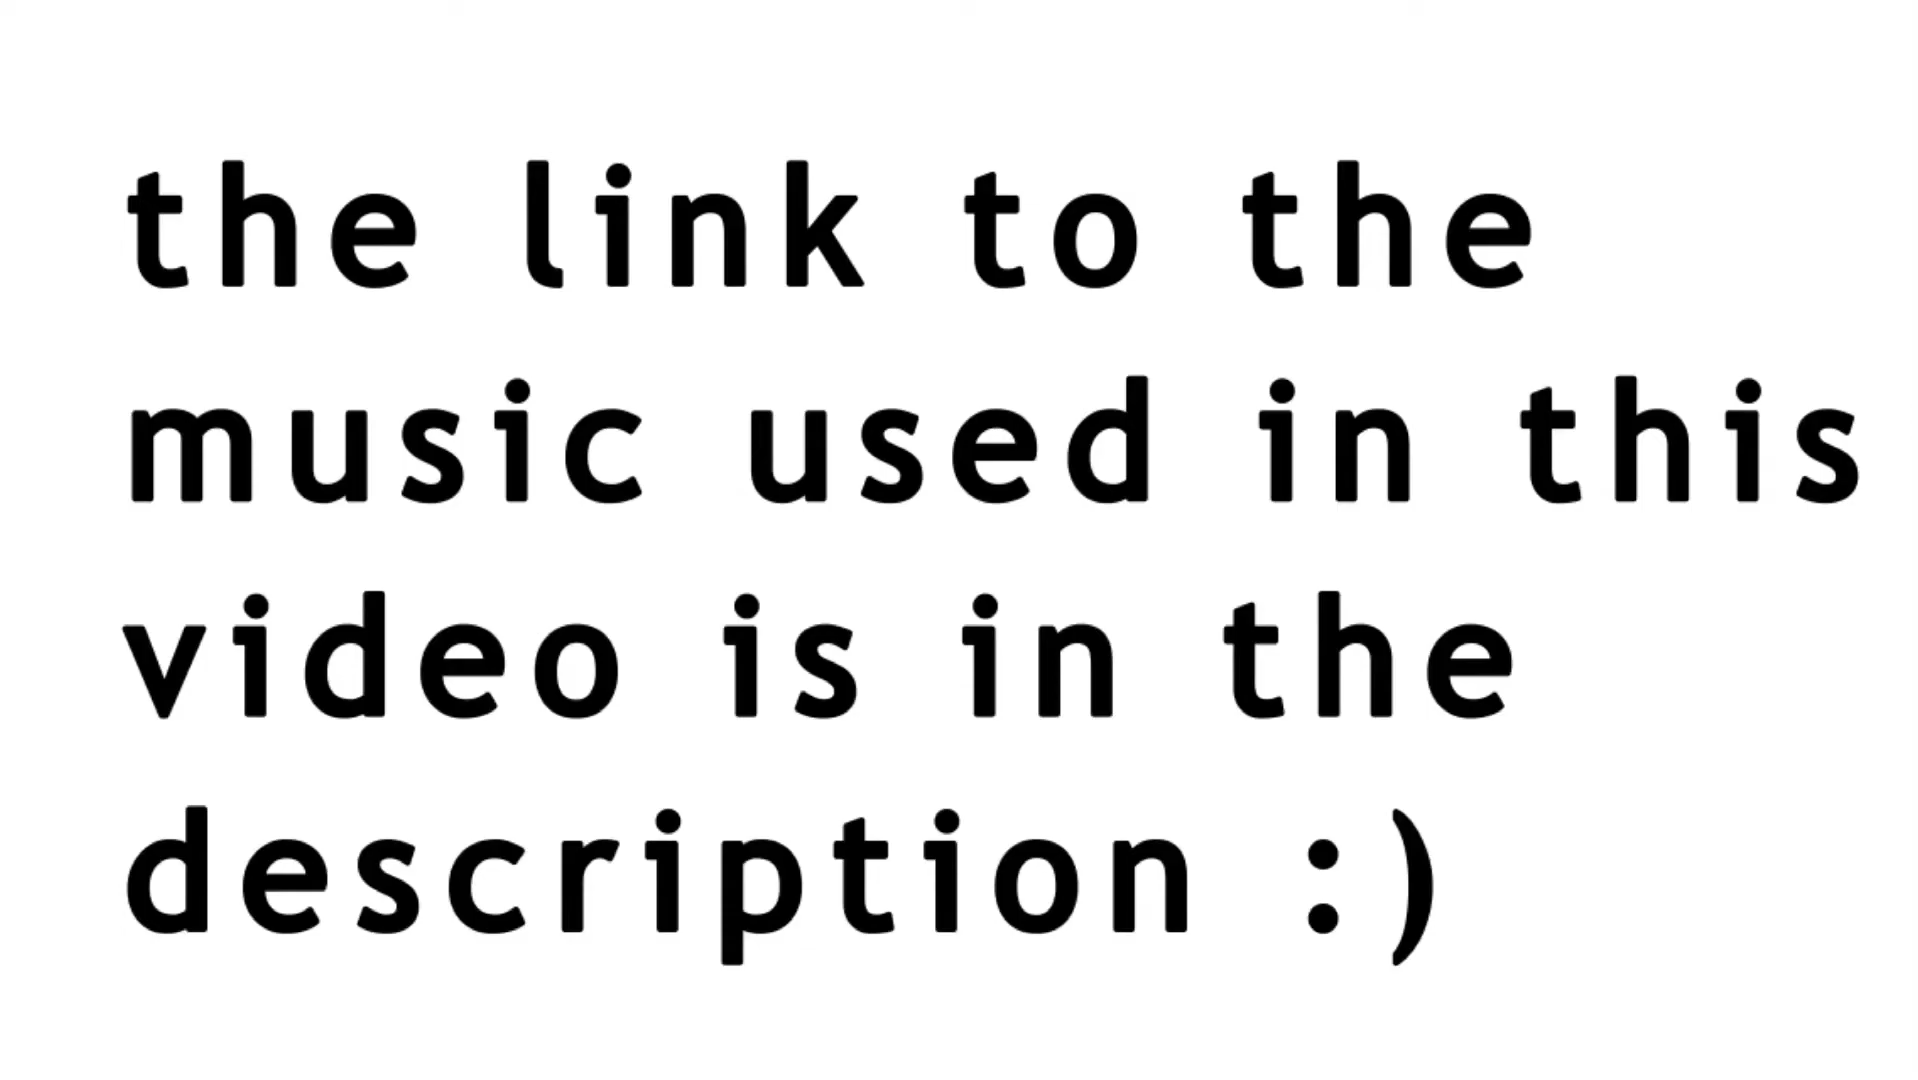 the link to the
music used in this
video is in the
description :)